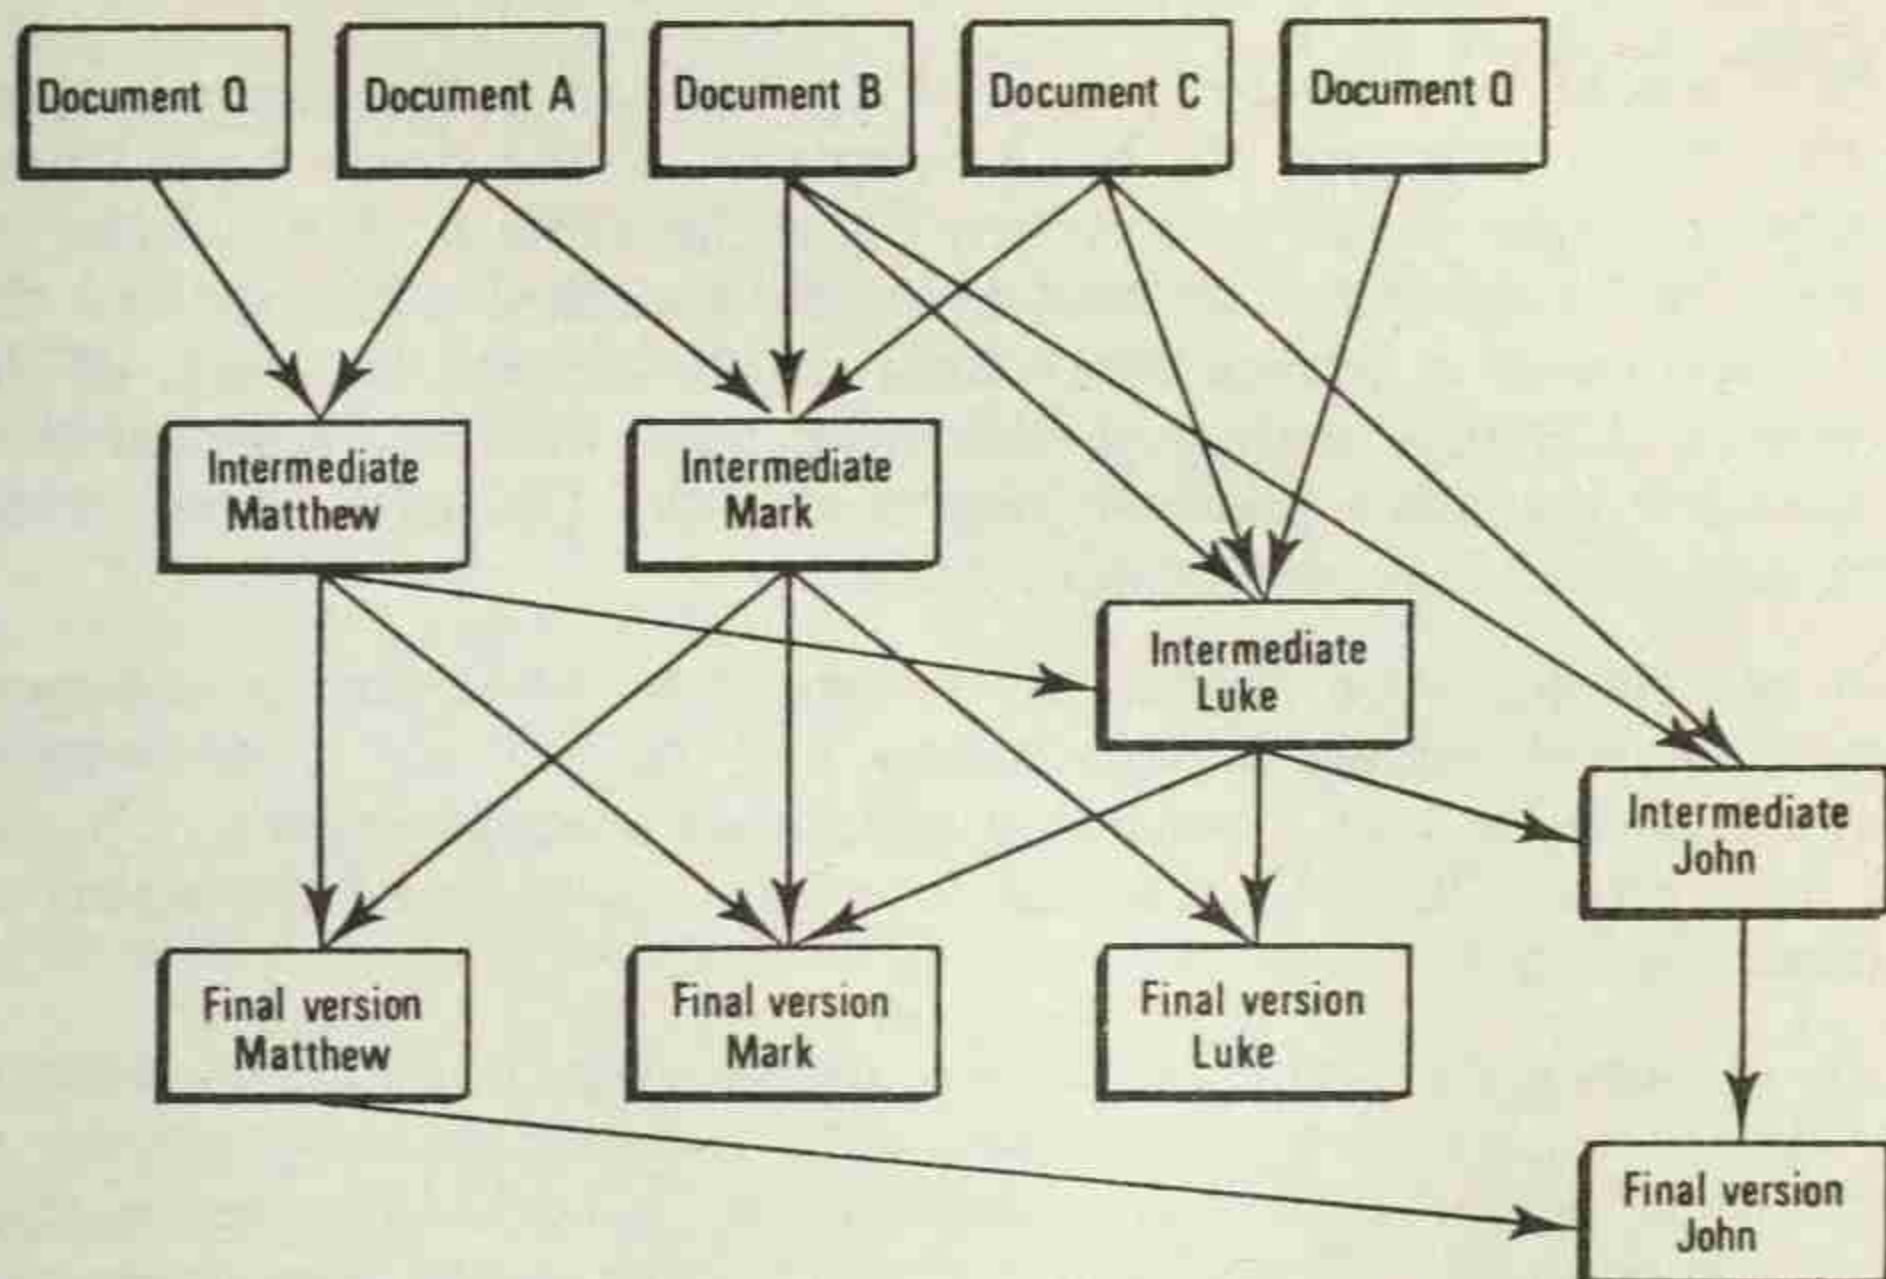 Document Q
Document A
Document B
Document C
Document Q
Intermediate
Matthew
Intermediate
Mark
Intermediate
Luke
Intermediate
John
Final version
Matthew
Final version
Mark
Final version
Luke
Final version
John